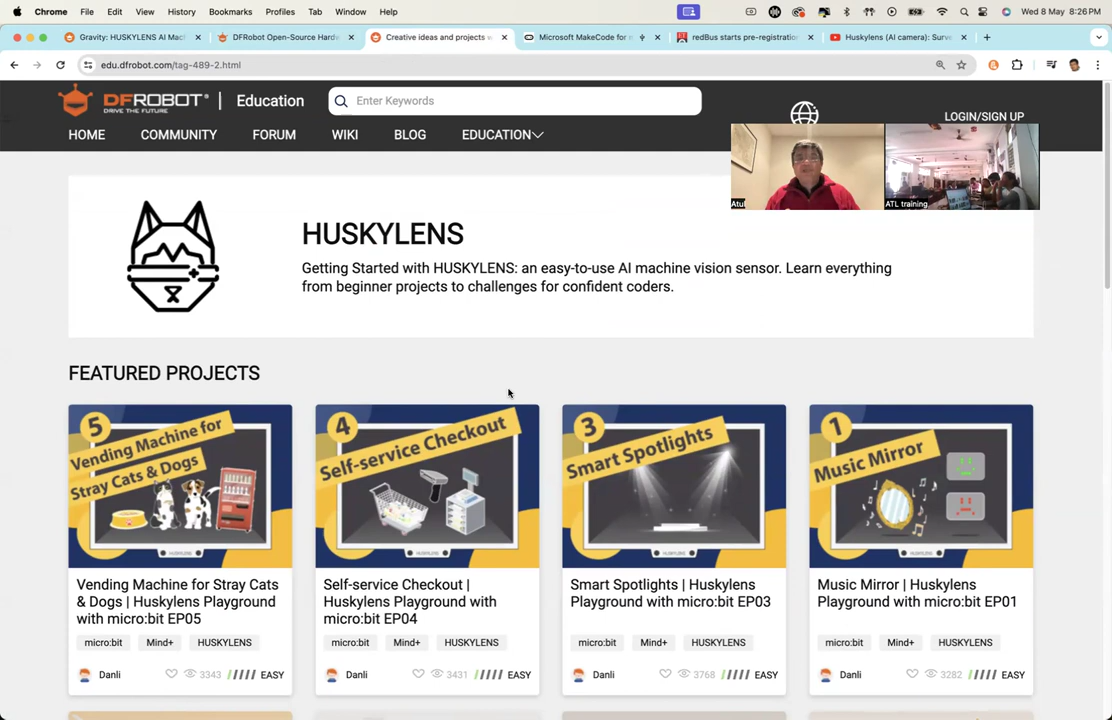 Chrome File Edit View History Bookmarks Profiles Tab Window Help
Wed 8 May 8:26 PM
Gravity: HUSKYLENS AI Mac
DFRobot Open-Source Hardw
Creative ideas and projects w
Microsoft MakeCode for m
redBus starts pre-registration
Huskylens (AI camera): Surve
edu.dfrobot.com/tag-489-2.html
DFROBOT
DRIVE THE FUTURE
Education
Enter Keywords
LOGIN/SIGN UP
HOME COMMUNITY FORUM WIKI BLOG EDUCATION
Atul
ATL training
HUSKYLENS
Getting Started with HUSKYLENS: an easy-to-use AI machine vision sensor. Learn everything
from beginner projects to challenges for confident coders.
FEATURED PROJECTS
5
Vending Machine for
Stray Cats & Dogs
HUSKYLENS
Vending Machine for Stray Cats
& Dogs | Huskylens Playground
with micro:bit EP05
micro:bit Mind+ HUSKYLENS
Danli 3343 EASY
4
Self-service Checkout
HUSKYLENS
Self-service Checkout |
Huskylens Playground with
micro:bit EP04
micro:bit Mind+ HUSKYLENS
Danli 3431 EASY
3
Smart Spotlights
HUSKYLENS
Smart Spotlights | Huskylens
Playground with micro:bit EP03
micro:bit Mind+ HUSKYLENS
Danli 3768 EASY
1
Music Mirror
HUSKYLENS
Music Mirror | Huskylens
Playground with micro:bit EP01
micro:bit Mind+ HUSKYLENS
Danli 3282 EASY